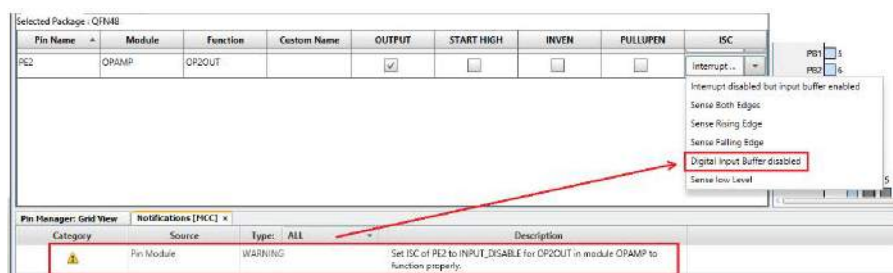 Selected Package : QFN48
Pin Name Module Function Custom Name OUTPUT START HIGH INVEN PULLUPEN ISC
PE2 OPAMP OP2OUT Interrupt ...
PB1 5
PB2 6
Interrupt disabled but input buffer enabled
Sense Both Edges
Sense Rising Edge
Sense Falling Edge
Digital Input Buffer disabled
Sense low Level
5
Pin Manager: Grid View Notifications [MCC] ×
Category Source Type: ALL Description
Pin Module WARNING Set ISC of PE2 to INPUT_DISABLE for OP2OUT in module OPAMP to
function properly.